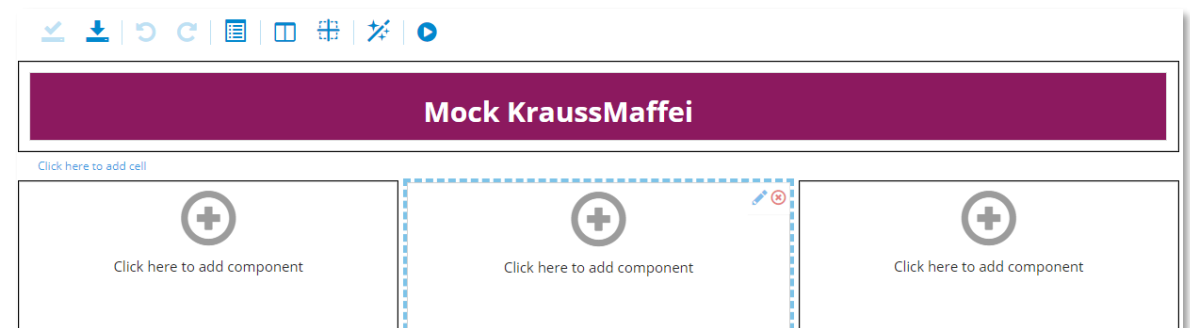 Mock KraussMaffei
Click here to add cell
Click here to add component
Click here to add component
Click here to add component